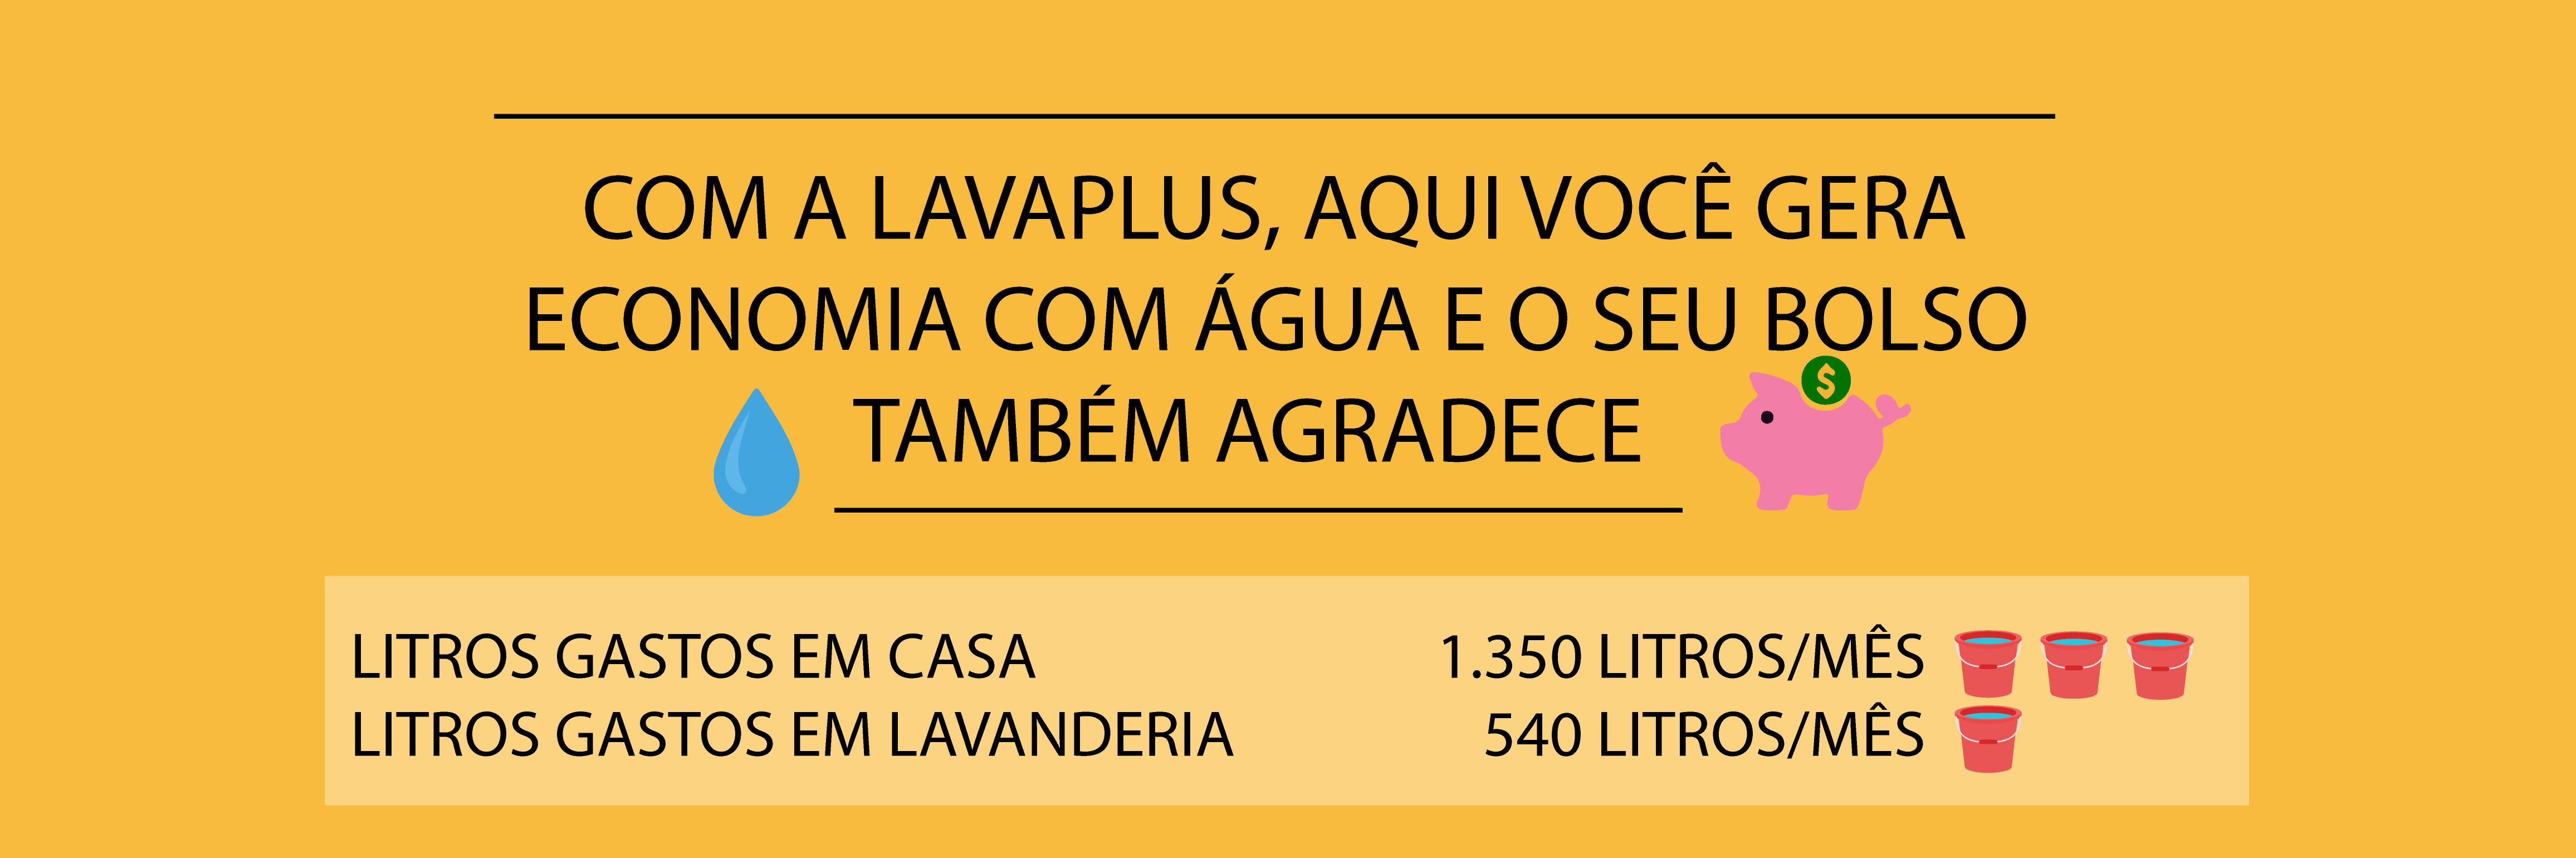 COM A LAVAPLUS, AQUI VOCÊ GERA
ECONOMIA COM ÁGUA E O SEU BOLSO
TAMBÉM AGRADECE
$
LITROS GASTOS EM CASA 1.350 LITROS/MÊS
LITROS GASTOS EM LAVANDERIA 540 LITROS/MÊS